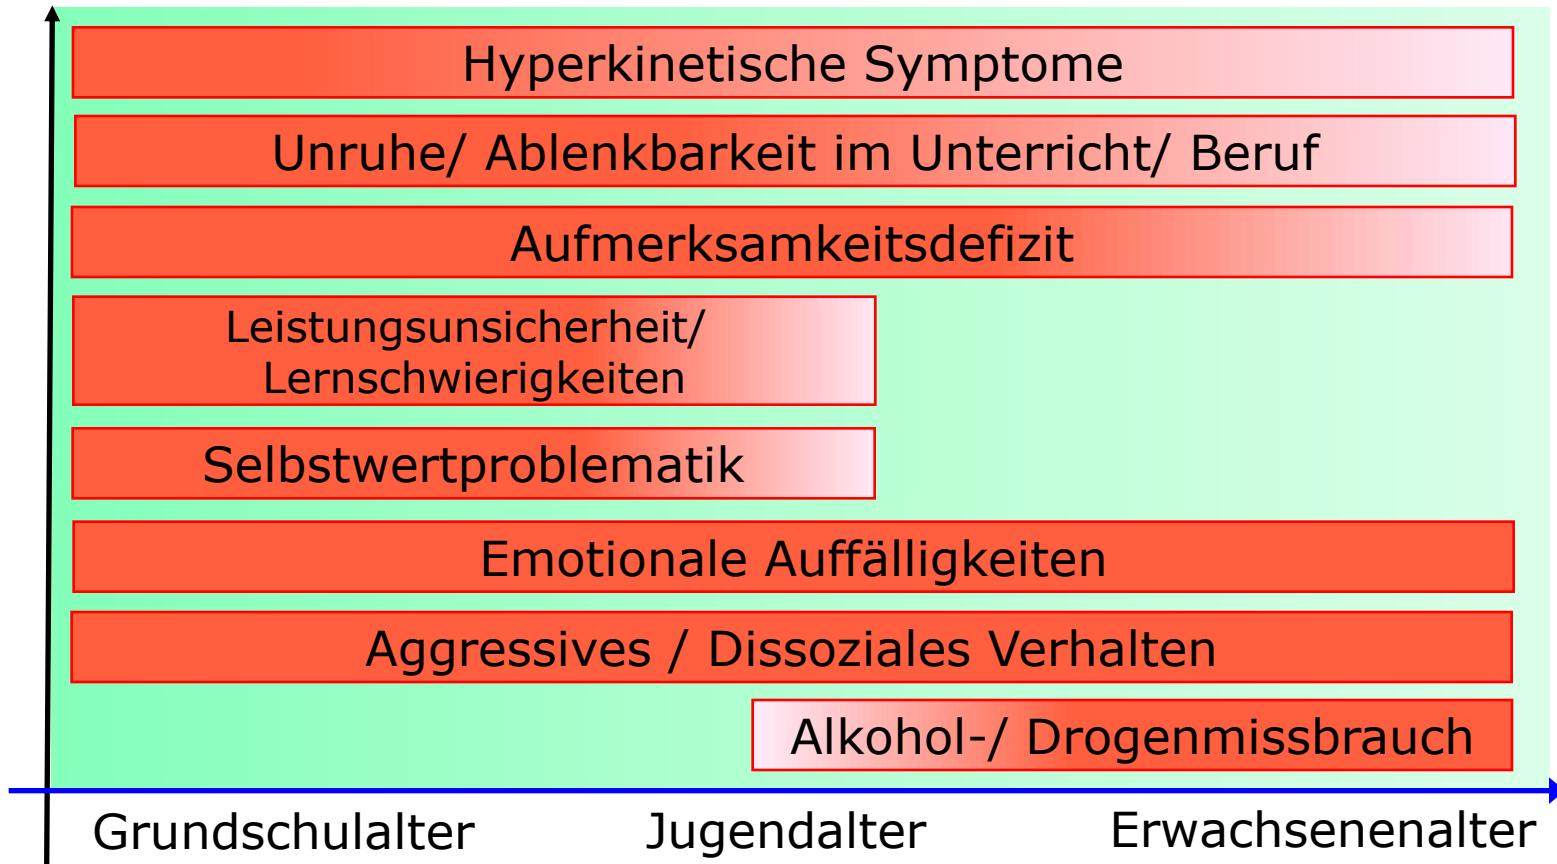 Hyperkinetische Symptome
Unruhe/ Ablenkbarkeit im Unterricht/ Beruf
Aufmerksamkeitsdefizit
Leistungsunsicherheit/
Lernschwierigkeiten
Selbstwertproblematik
Emotionale Auffälligkeiten
Aggressives / Dissoziales Verhalten
Alkohol-/ Drogenmissbrauch
Grundschulalter Jugendalter Erwachsenenalter